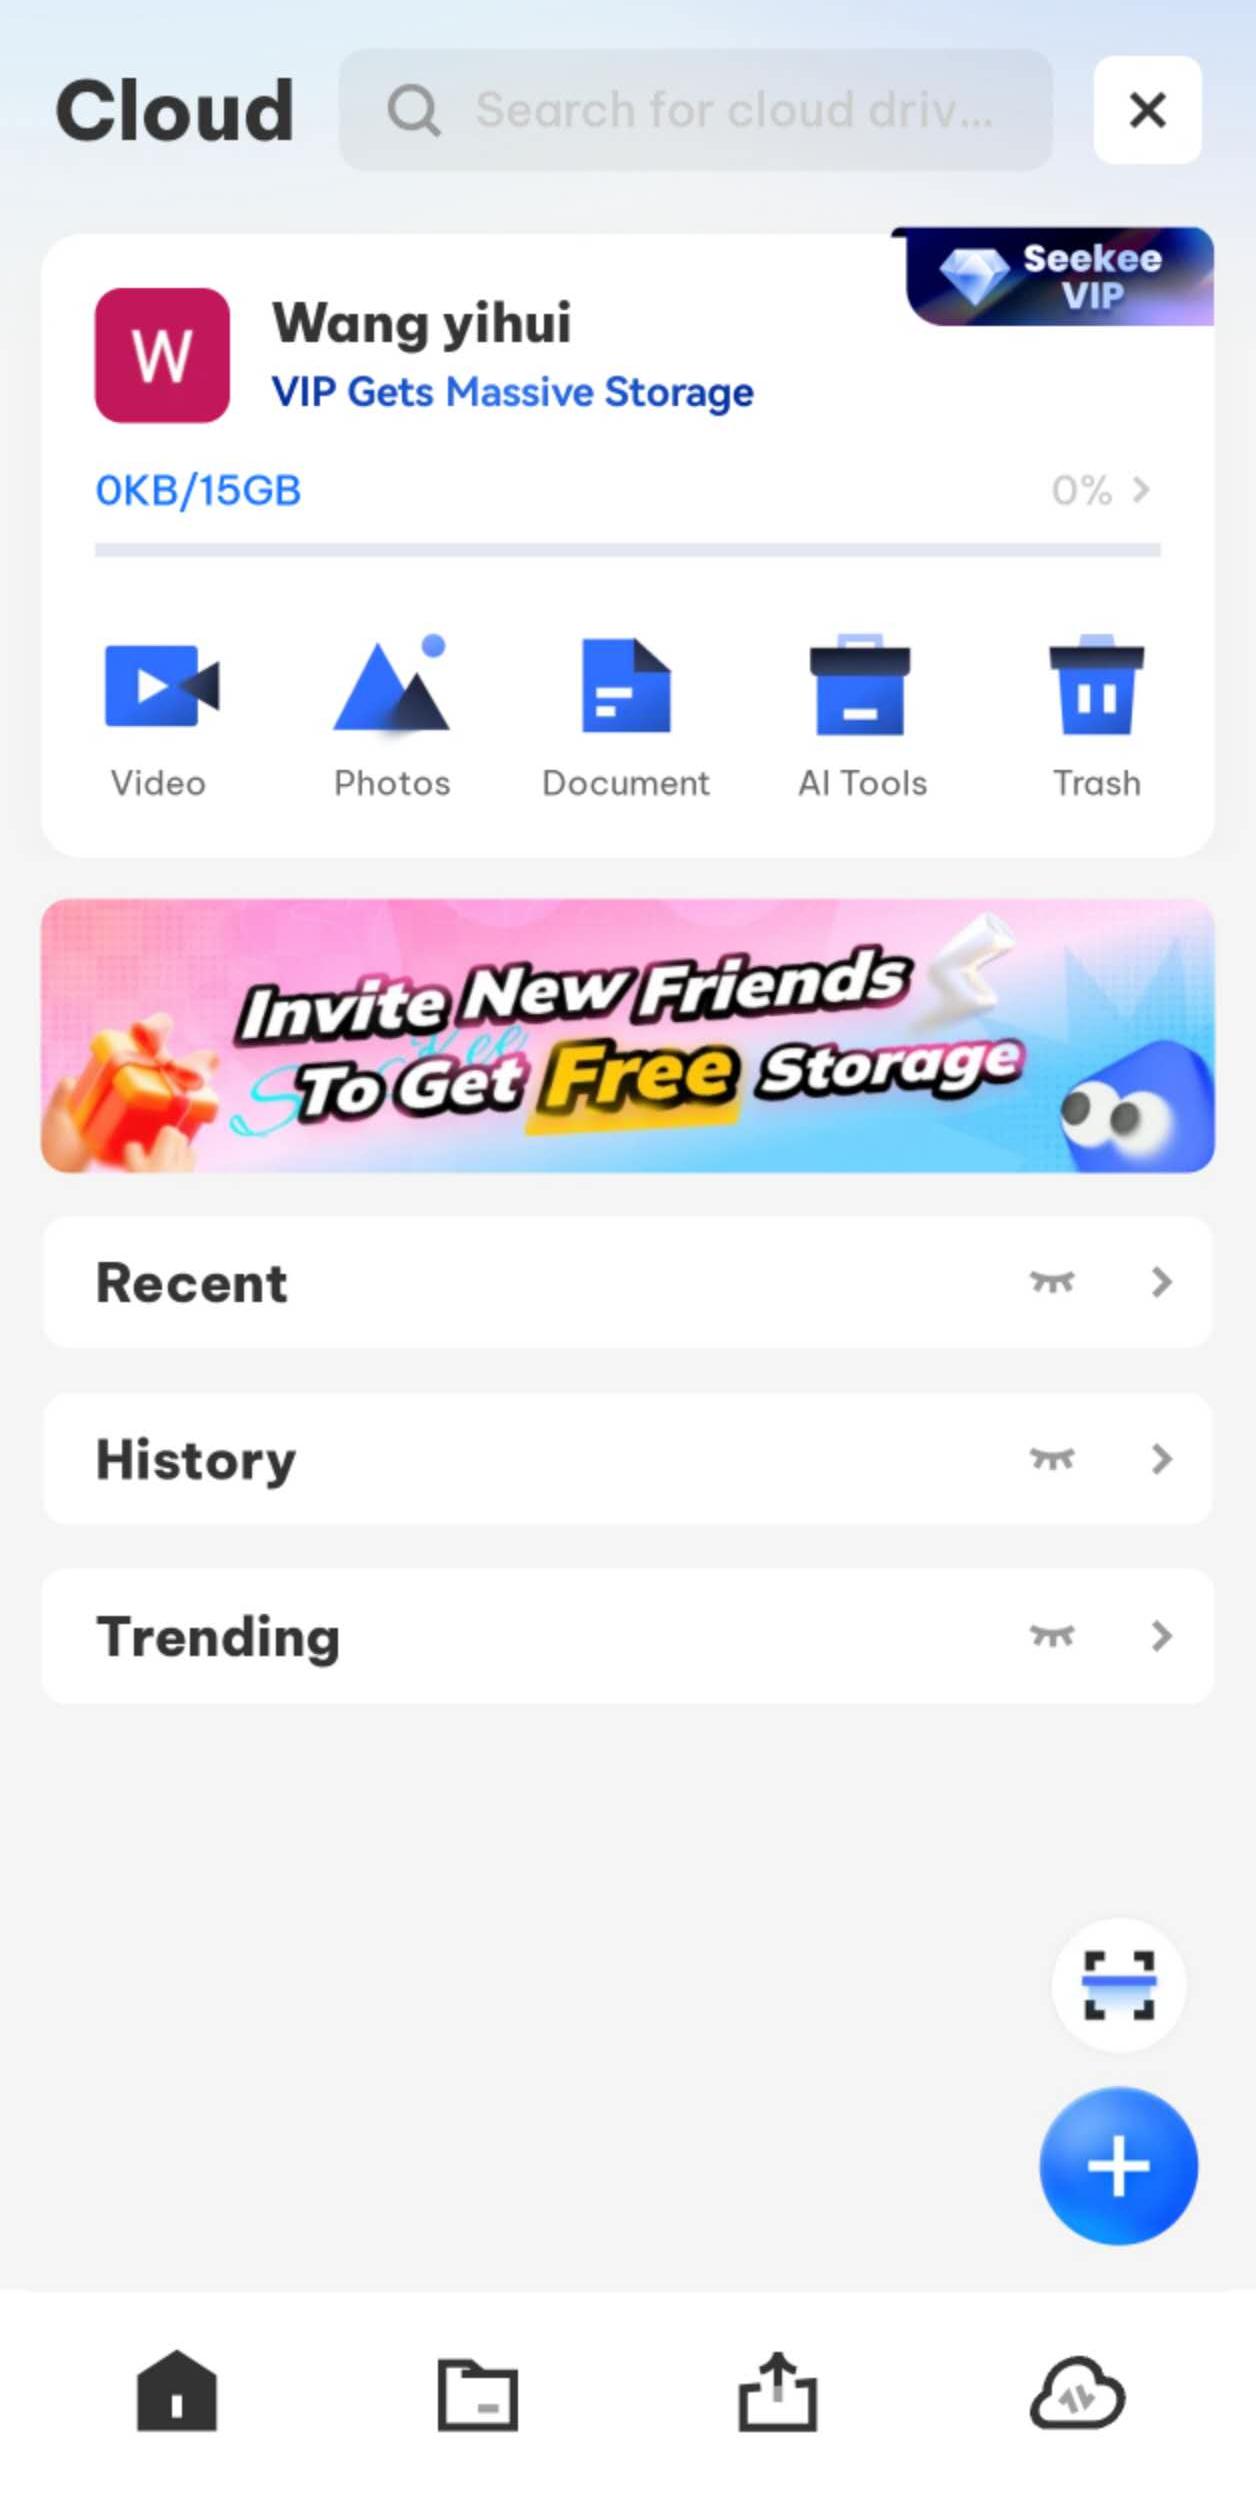 Cloud
Search for cloud driv...
Seekee
VIP
W
Wang yihui
VIP Gets Massive Storage
0KB/15GB
0%
Video
Photos
Document
AI Tools
Trash
Invite New Friends
To Get Free Storage
Recent
History
Trending